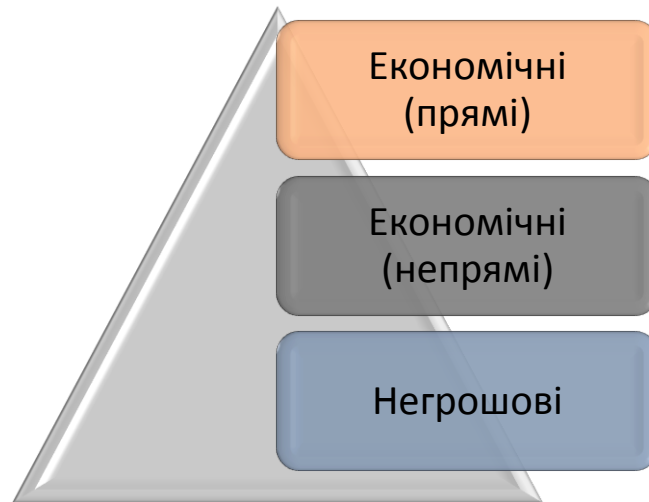 Економічні
(прямі)
Економічні
(непрямі)
Негрошові